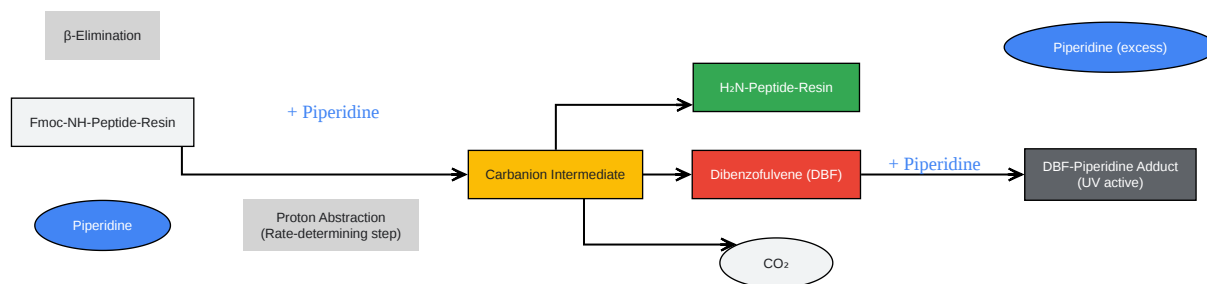 β-Elimination
Piperidine (excess)
H₂N-Peptide-Resin
Fmoc-NH-Peptide-Resin
+ Piperidine
Carbanion Intermediate
Dibenzofulvene (DBF)
+ Piperidine
DBF-Piperidine Adduct
(UV active)
Piperidine
Proton Abstraction
(Rate-determining step)
CO₂